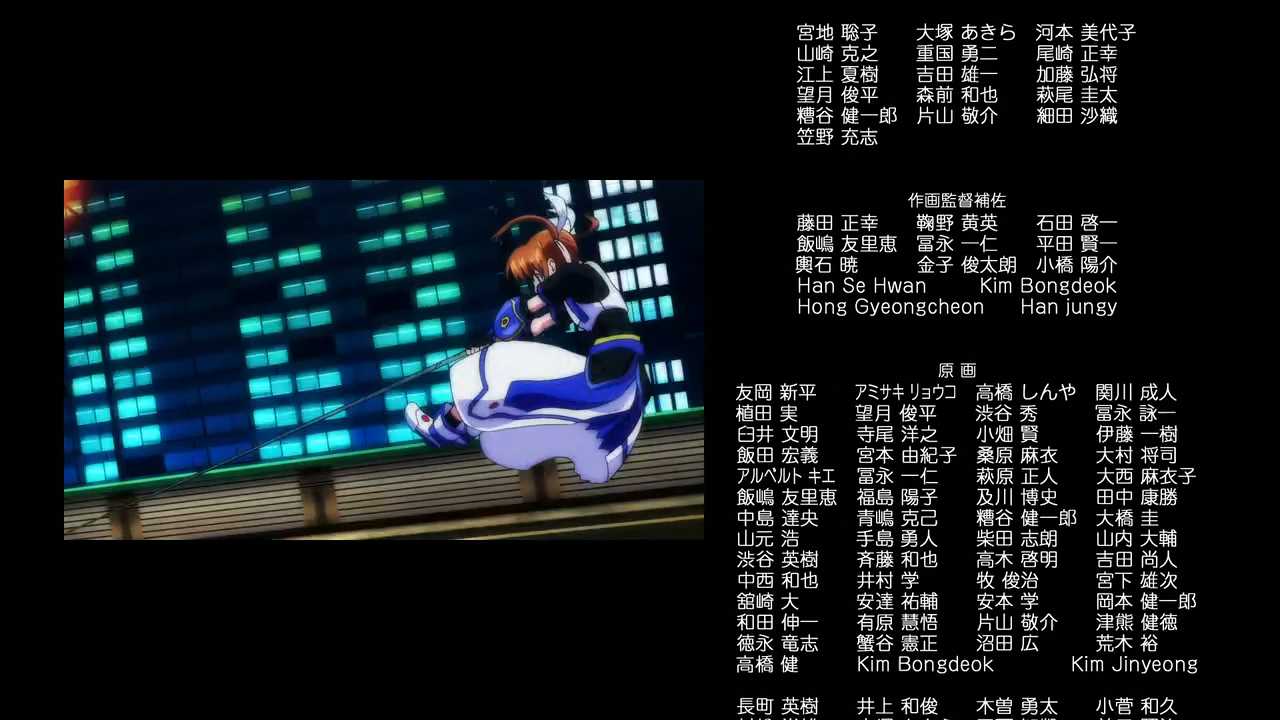 宮地 聡子 大塚 あきら 河本 美代子
山崎 克之 重国 勇二 尾崎 正幸
江上 夏樹 吉田 雄一 加藤 弘将
望月 俊平 森前 和也 萩尾 圭太
糟谷 健一郎 片山 敬介 細田 沙織
笠野 充志
作画監督補佐
藤田 正幸 鞠野 黄英 石田 啓一
飯嶋 友里恵 冨永 一仁 平田 賢一
輿石 暁 金子 俊太朗 小橋 陽介
Han Se Hwan Kim Bongdeok
Hong Gyeongcheon Han jungy
原 画
友岡 新平 アミサキ リョウコ 高橋 しんや 関川 成人
植田 実 望月 俊平 渋谷 秀 冨永 詠一
臼井 文明 寺尾 洋之 小畑 賢 伊藤 一樹
飯田 宏義 宮本 由紀子 桑原 麻衣 大村 将司
アルベルト キエ 冨永 一仁 萩原 正人 大西 麻衣子
飯嶋 友里恵 福島 陽子 及川 博史 田中 康勝
中島 達央 青嶋 克己 糟谷 健一郎 大橋 圭
山元 浩 手島 勇人 柴田 志朗 山内 大輔
渋谷 英樹 斉藤 和也 高木 啓明 吉田 尚人
中西 和也 井村 学 牧 俊治 宮下 雄次
舘崎 大 安達 祐輔 安本 学 岡本 健一郎
和田 伸一 有原 慧悟 片山 敬介 津熊 健徳
徳永 竜志 蟹谷 憲正 沼田 広 荒木 裕
高橋 健 Kim Bongdeok Kim Jinyeong
長町 英樹 井上 和俊 木曽 勇太 小菅 和久